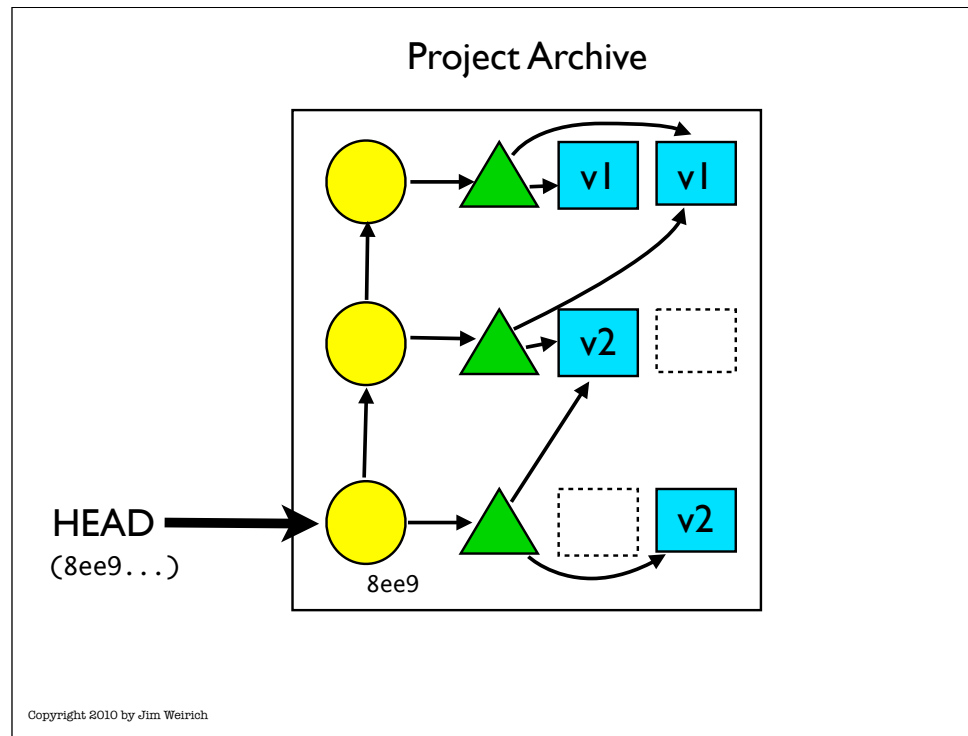 Project Archive
v1 v1
v2
HEAD
v2
(8ee9...)
8ee9
Copyright 2010 by Jim Weirich